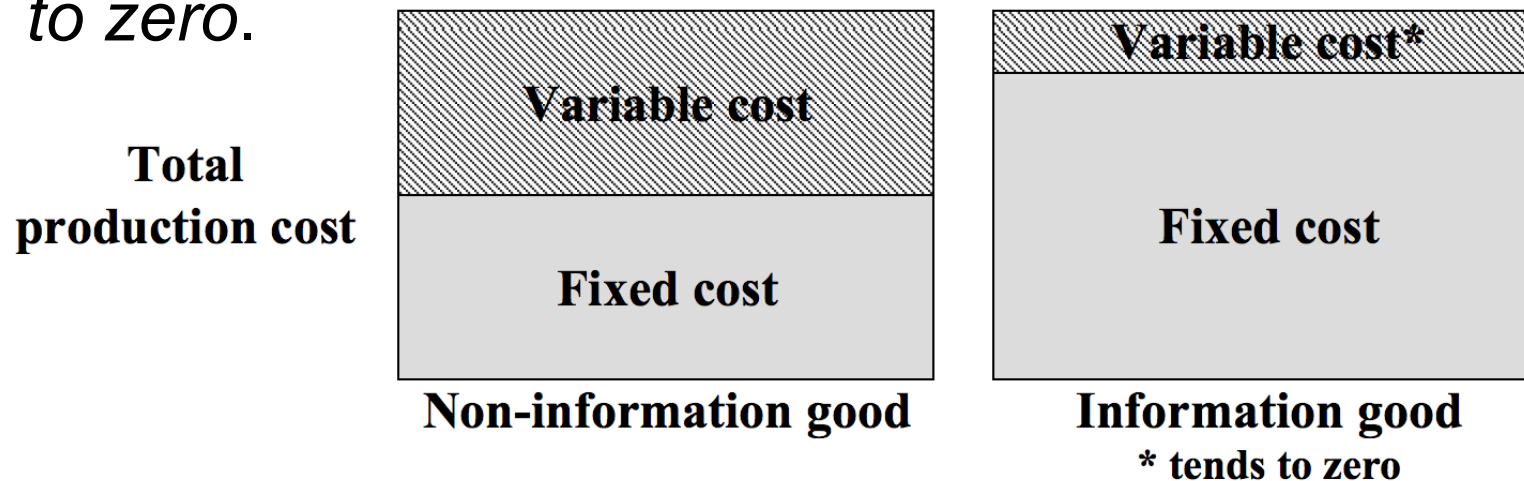 to zero.
Variable cost*
Variable cost
Total
production cost
Fixed cost
Fixed cost
Non-information good
Information good
* tends to zero